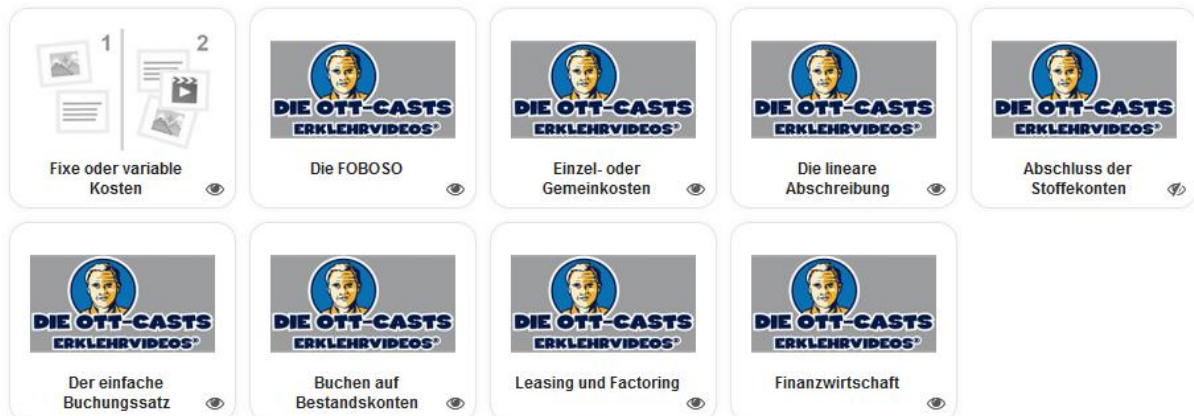 1 2
Fixe oder variable
Kosten
DIE OTT-CASTS
ERKLEHRVIDEOS®
Die FOBOSO
DIE OTT-CASTS
ERKLEHRVIDEOS®
Einzel- oder
Gemeinkosten
DIE OTT-CASTS
ERKLEHRVIDEOS®
Die lineare
Abschreibung
DIE OTT-CASTS
ERKLEHRVIDEOS®
Abschluss der
Stoffekonten
DIE OTT-CASTS
ERKLEHRVIDEOS®
Der einfache
Buchungssatz
DIE OTT-CASTS
ERKLEHRVIDEOS®
Buchen auf
Bestandskonten
DIE OTT-CASTS
ERKLEHRVIDEOS®
Leasing und Factoring
DIE OTT-CASTS
ERKLEHRVIDEOS®
Finanzwirtschaft